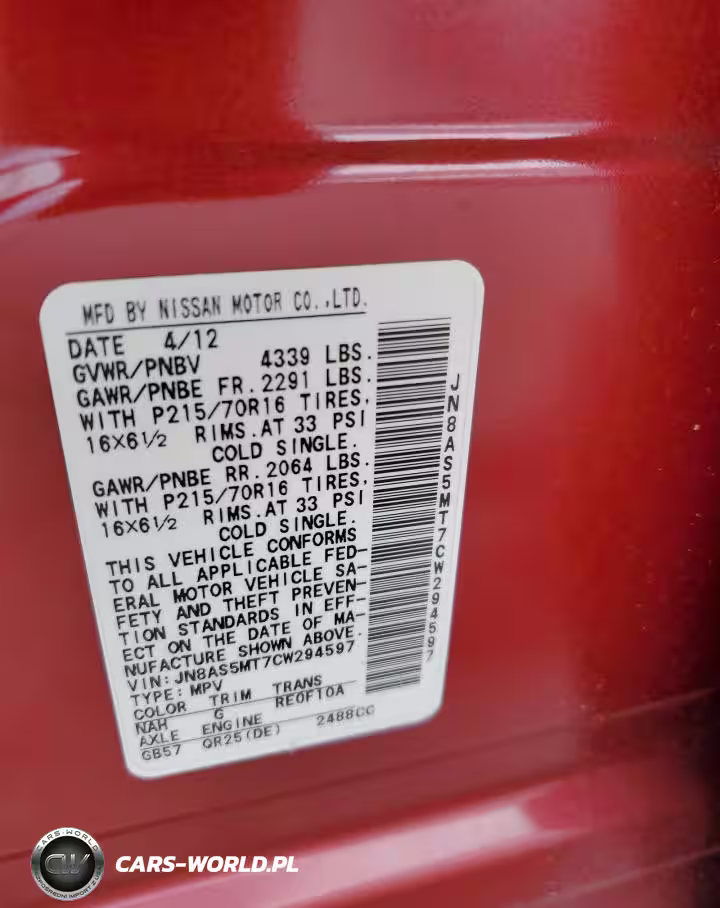 MFD BY NISSAN MOTOR CO.,LTD.
DATE 4/12
GVWR/PNBV 4339 LBS.
GAWR/PNBE FR.2291 LBS.
WITH P215/70R16 TIRES,
16X6½ RIMS.AT 33 PSI
COLD SINGLE.
GAWR/PNBE RR.2064 LBS.
WITH P215/70R16 TIRES,
16X6½ RIMS.AT 33 PSI
COLD SINGLE.
THIS VEHICLE CONFORMS
TO ALL APPLICABLE FED-
ERAL MOTOR VEHICLE SA-
FETY AND THEFT PREVEN-
TION STANDARDS IN EFF-
ECT ON THE DATE OF MA-
NUFACTURE SHOWN ABOVE.
VIN:JN8AS5MT7CW294597
TYPE:MPV
COLOR TRIM TRANS
NAH G RE0F10A
AXLE ENGINE
GB57 QR25(DE) 2488CC
JN8AS5MT7CW294597
CARS-WORLD
CW
CARS-WORLD.PL